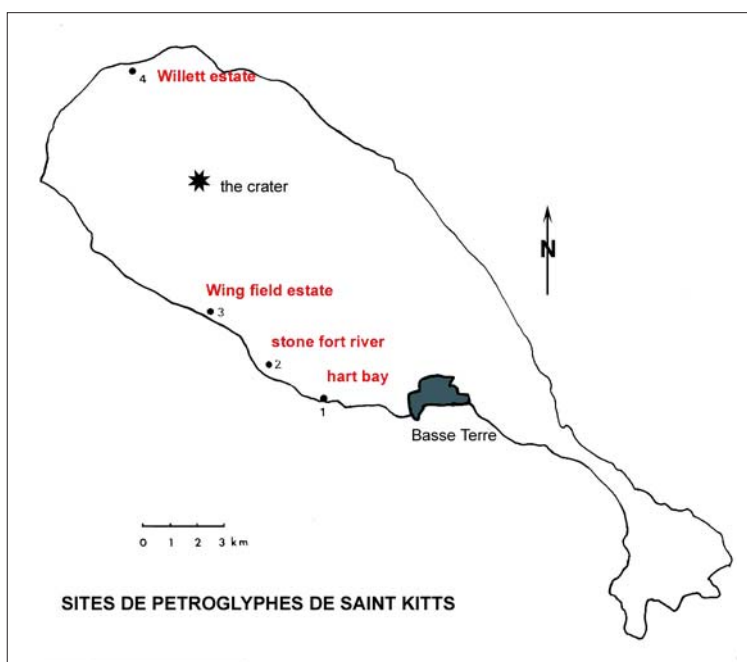 4 Willett estate
the crater
N
Wing field estate
3
stone fort river
2
hart bay
1
Basse Terre
0 1 2 3 km
SITES DE PETROGLYPHES DE SAINT KITTS